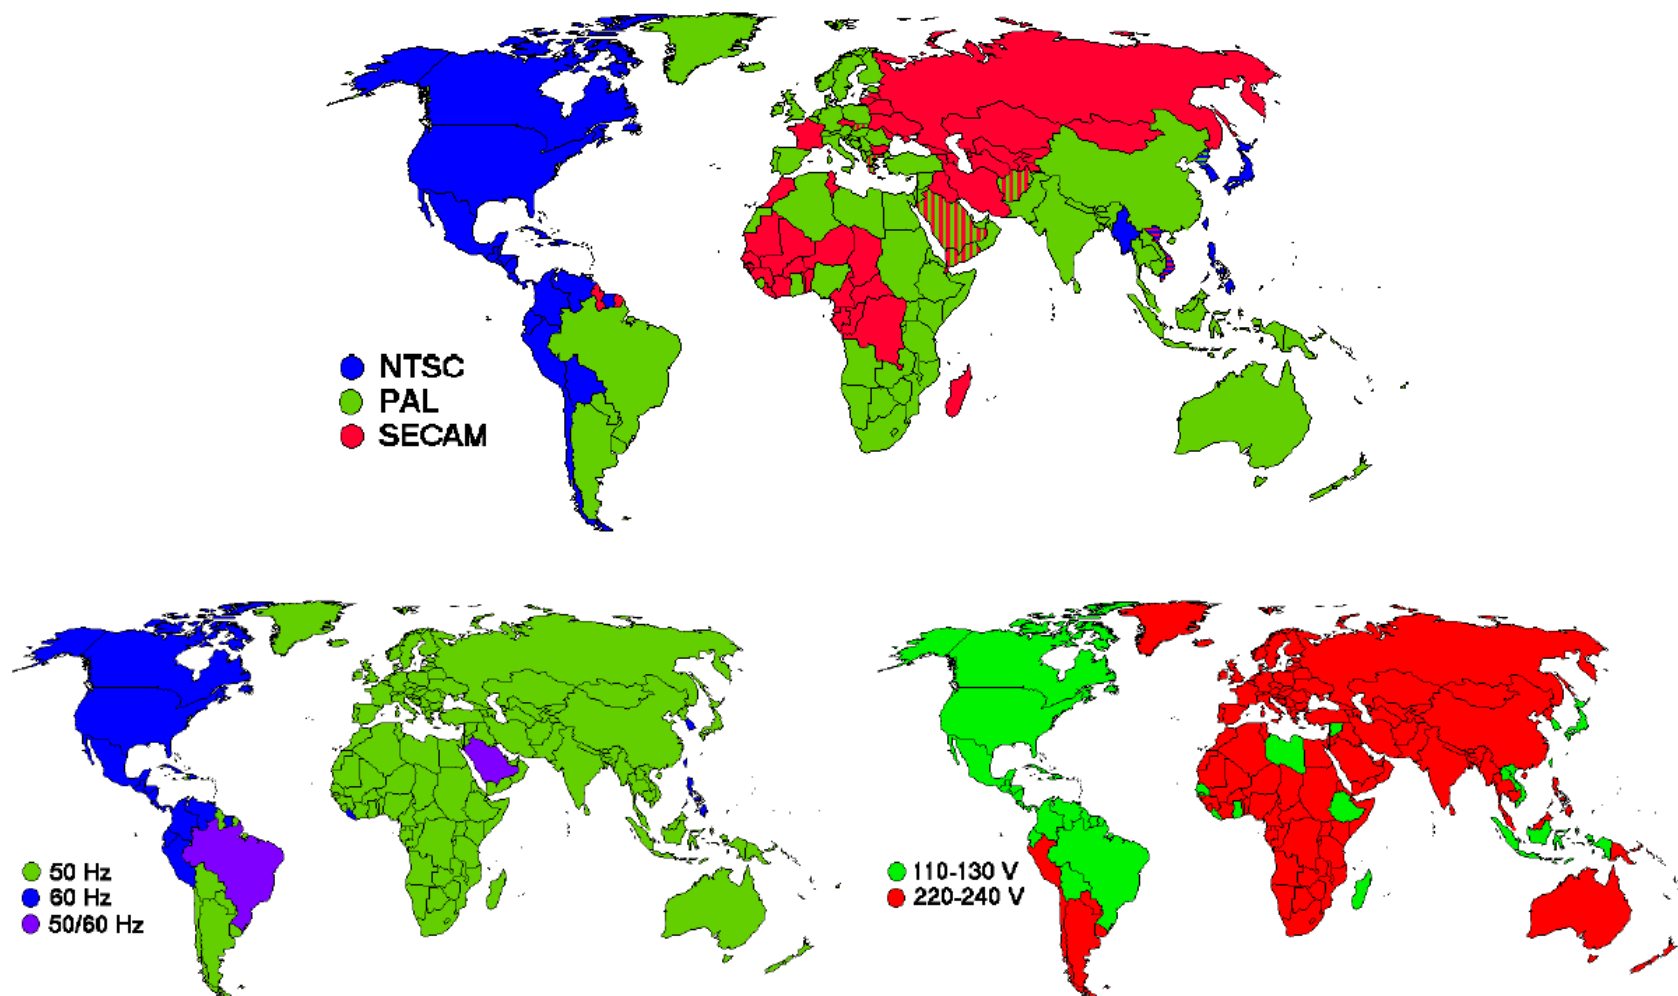 NTSC
PAL
SECAM
50 Hz
60 Hz
50/60 Hz
110-130 V
220-240 V